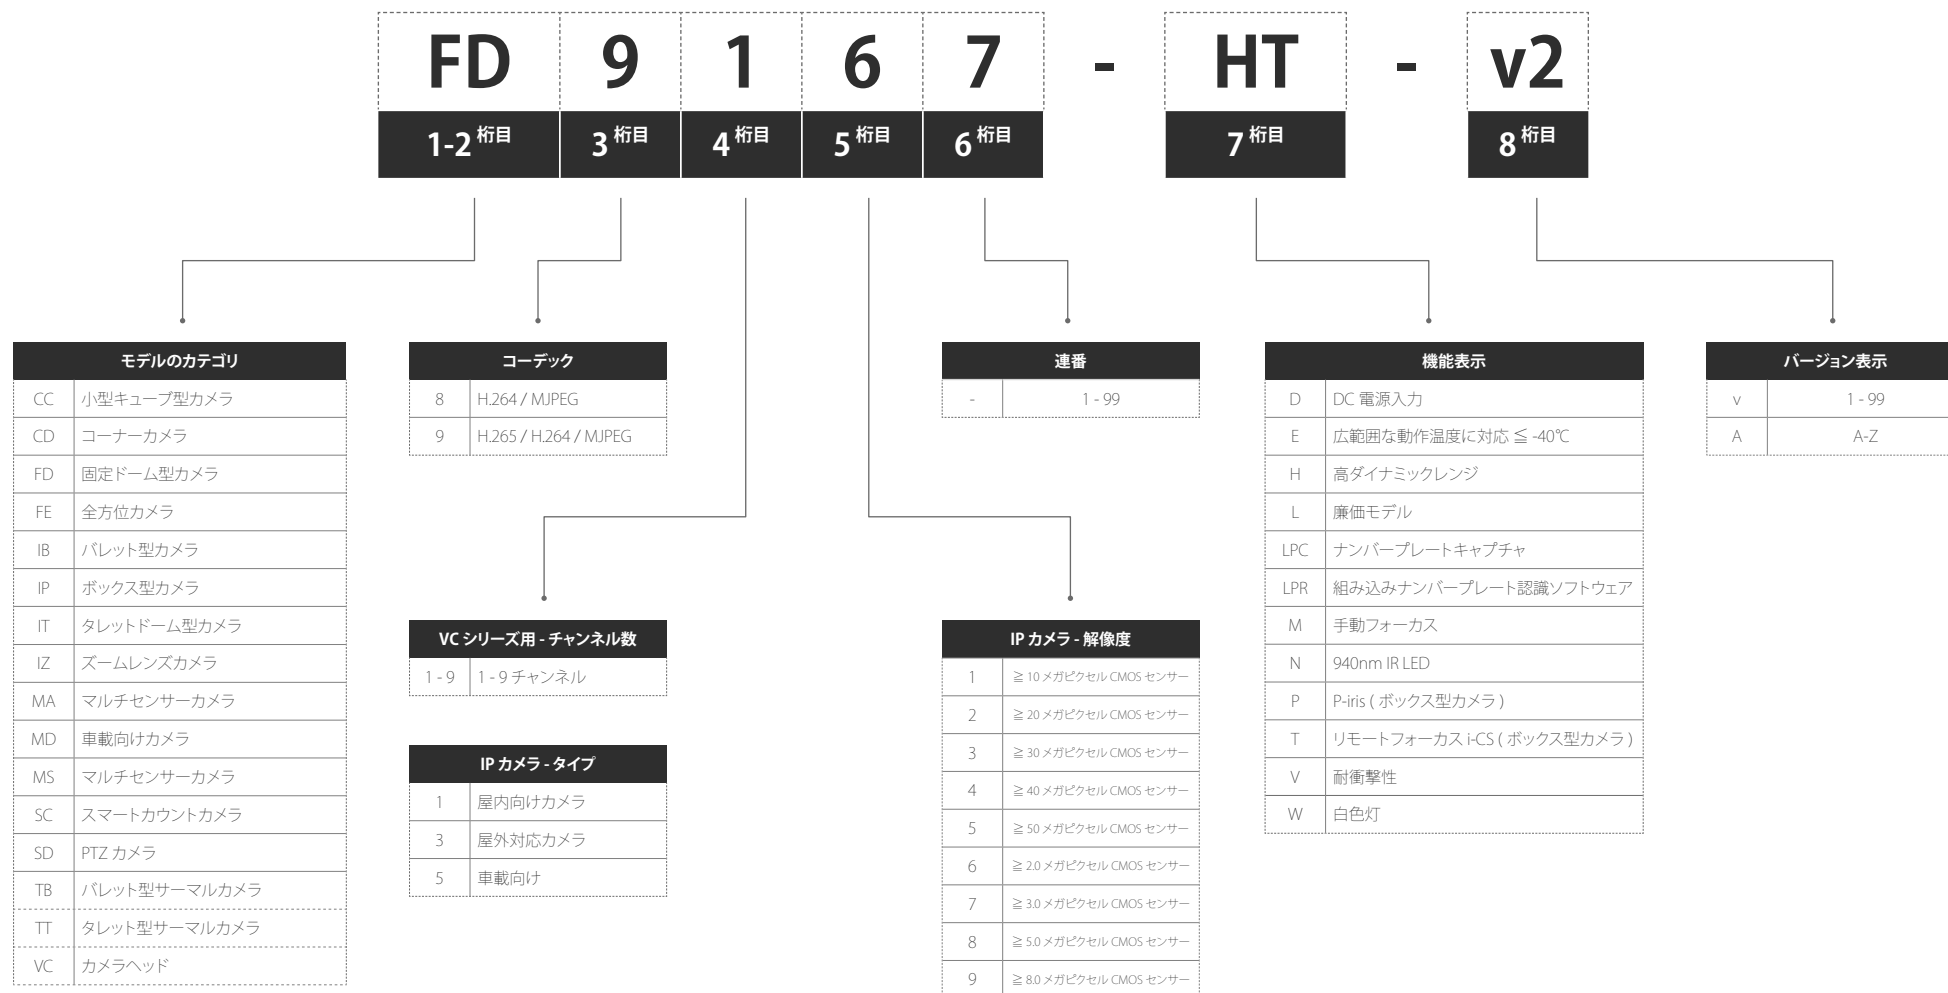 FD 9 1 6 7 - HT - v2
1-2 桁目 3 桁目 4 桁目 5 桁目 6 桁目 7 桁目 8 桁目
モデルのカテゴリ
CC 小型キューブ型カメラ
CD コーナーカメラ
FD 固定ドーム型カメラ
FE 全方位カメラ
IB バレット型カメラ
IP ボックス型カメラ
IT タレットドーム型カメラ
IZ ズームレンズカメラ
MA マルチセンサーカメラ
MD 車載向けカメラ
MS マルチセンサーカメラ
SC スマートカウントカメラ
SD PTZ カメラ
TB バレット型サーマルカメラ
TT タレット型サーマルカメラ
VC カメラヘッド
コーデック
8 H.264 / MJPEG
9 H.265 / H.264 / MJPEG
VC シリーズ用 - チャンネル数
1 - 9 1 - 9 チャンネル
IP カメラ - タイプ
1 屋内向けカメラ
3 屋外対応カメラ
5 車載向け
連番
- 1 - 99
IP カメラ - 解像度
1 ≧ 10 メガピクセル CMOS センサー
2 ≧ 20 メガピクセル CMOS センサー
3 ≧ 30 メガピクセル CMOS センサー
4 ≧ 40 メガピクセル CMOS センサー
5 ≧ 50 メガピクセル CMOS センサー
6 ≧ 2.0 メガピクセル CMOS センサー
7 ≧ 3.0 メガピクセル CMOS センサー
8 ≧ 5.0 メガピクセル CMOS センサー
9 ≧ 8.0 メガピクセル CMOS センサー
機能表示
D DC 電源入力
E 広範囲な動作温度に対応 ≦ -40℃
H 高ダイナミックレンジ
L 廉価モデル
LPC ナンバープレートキャプチャ
LPR 組み込みナンバープレート認識ソフトウェア
M 手動フォーカス
N 940nm IR LED
P P-iris ( ボックス型カメラ )
T リモートフォーカス i-CS ( ボックス型カメラ )
V 耐衝撃性
W 白色灯
バージョン表示
v 1 - 99
A A-Z